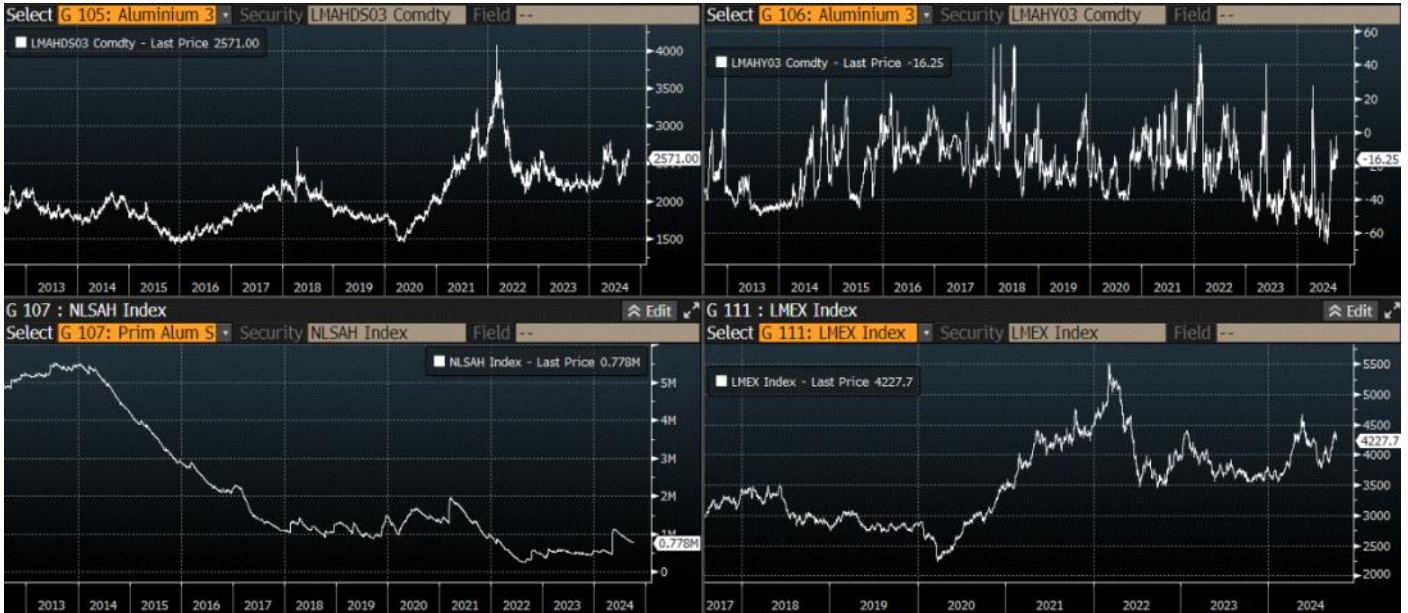 Select G 105: Aluminium 3 Security LMAHDS03 Comdty Field --
LMAHDS03 Comdty - Last Price 2571.00
4000
3500
3000
2571.00
2000
1500
2013 2014 2015 2016 2017 2018 2019 2020 2021 2022 2023 2024
Select G 106: Aluminium 3 Security LMAHY03 Comdty Field --
LMAHY03 Comdty - Last Price -16.25
60
40
20
0
-16.25
-40
-60
2013 2014 2015 2016 2017 2018 2019 2020 2021 2022 2023 2024
G 107 : NLSAH Index Edit
Select G 107: Prim Alum S Security NLSAH Index Field --
NLSAH Index - Last Price 0.778M
5M
4M
3M
2M
1M
0.778M
0
2013 2014 2015 2016 2017 2018 2019 2020 2021 2022 2023 2024
G 111 : LMEX Index Edit
Select G 111: LMEX Index Security LMEX Index Field --
LMEX Index - Last Price 4227.7
5500
5000
4500
4227.7
4000
3500
3000
2500
2000
2017 2018 2019 2020 2021 2022 2023 2024